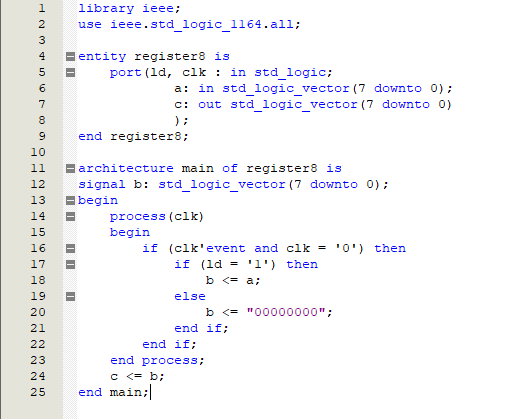 1 library ieee;
2 use ieee.std_logic_1164.all;
3
4 entity register8 is
5 port(ld, clk : in std_logic;
6 a: in std_logic_vector(7 downto 0);
7 c: out std_logic_vector(7 downto 0)
8 );
9 end register8;
10
11 architecture main of register8 is
12 signal b: std_logic_vector(7 downto 0);
13 begin
14 process(clk)
15 begin
16 if (clk'event and clk = '0') then
17 if (ld = '1') then
18 b <= a;
19 else
20 b <= "00000000";
21 end if;
22 end if;
23 end process;
24 c <= b;
25 end main;